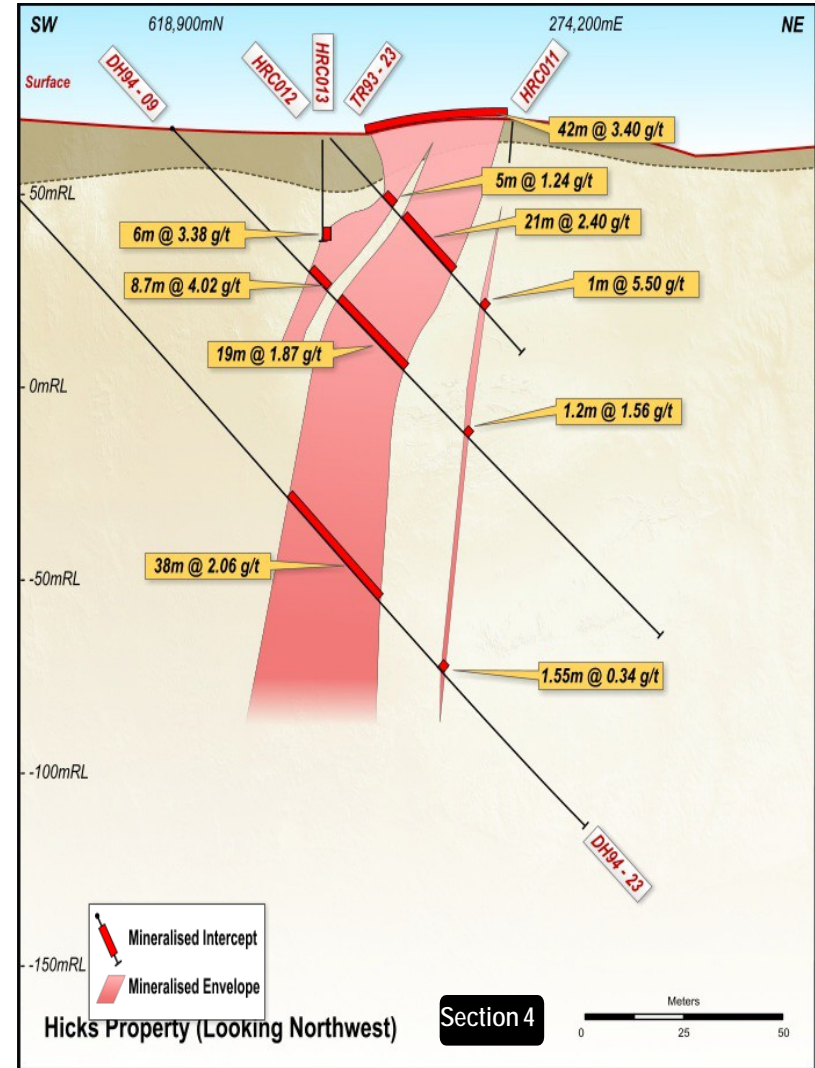 SW
618,900mN
274,200mE
NE
Surface
DH94 - 09
HRC012
HRC013
TR93 - 23
HRC011
42m @ 3.40 g/t
5m @ 1.24 g/t
50mRL
21m @ 2.40 g/t
6m @ 3.38 g/t
8.7m @ 4.02 g/t
1m @ 5.50 g/t
19m @ 1.87 g/t
0mRL
1.2m @ 1.56 g/t
38m @ 2.06 g/t
-50mRL
1.55m @ 0.34 g/t
-100mRL
DH94 - 23
Mineralised Intercept
-150mRL
Mineralised Envelope
Hicks Property (Looking Northwest)
Section 4
Meters
0 25 50